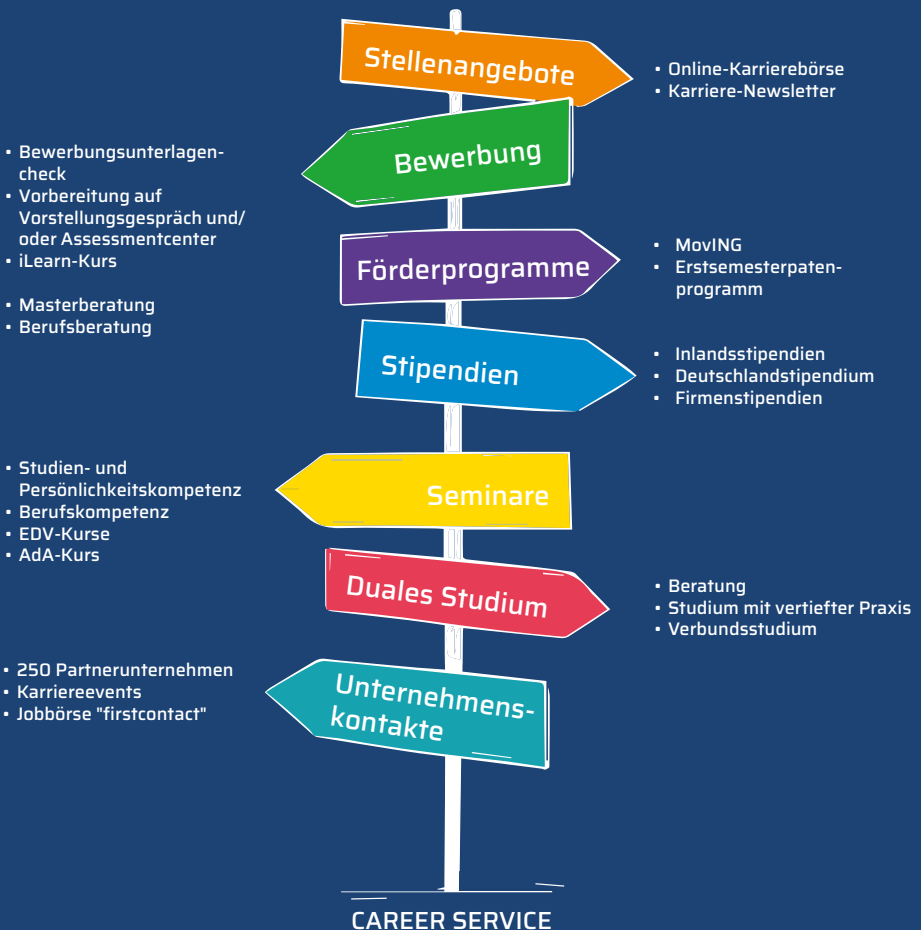 Stellenangebote
• Online-Karrierebörse
• Karriere-Newsletter
Bewerbung
• Bewerbungsunterlagen-
check
• Vorbereitung auf
Vorstellungsgespräch und/
oder Assessmentcenter
• iLearn-Kurs
• Masterberatung
• Berufsberatung
Förderprogramme
• MovING
• Erstsemesterpaten-
programm
Stipendien
• Inlandsstipendien
• Deutschlandstipendium
• Firmenstipendien
Seminare
• Studien- und
Persönlichkeitskompetenz
• Berufskompetenz
• EDV-Kurse
• AdA-Kurs
Duales Studium
• Beratung
• Studium mit vertiefter Praxis
• Verbundsstudium
Unternehmens-
kontakte
• 250 Partnerunternehmen
• Karriereevents
• Jobbörse "firstcontact"
CAREER SERVICE